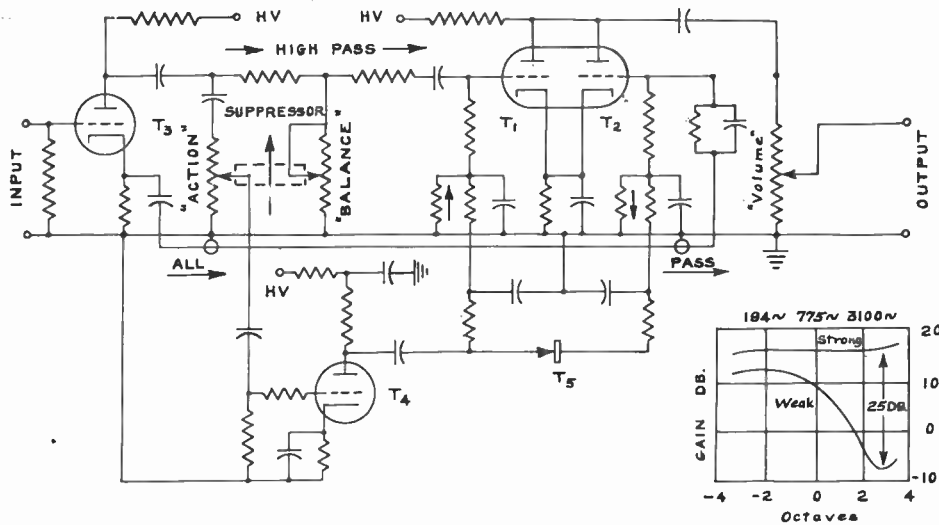 HV
HV
HIGH PASS
T3
T1
T2
SUPPRESSOR
INPUT
"ACTION"
"BALANCE"
"Volume"
OUTPUT
ALL
PASS
HV
T4
T5
184~ 775~ 3100~
Strong
Weak
25DB.
GAIN DB.
20
10
0
-10
-4 -2 0 2 4
Octaves